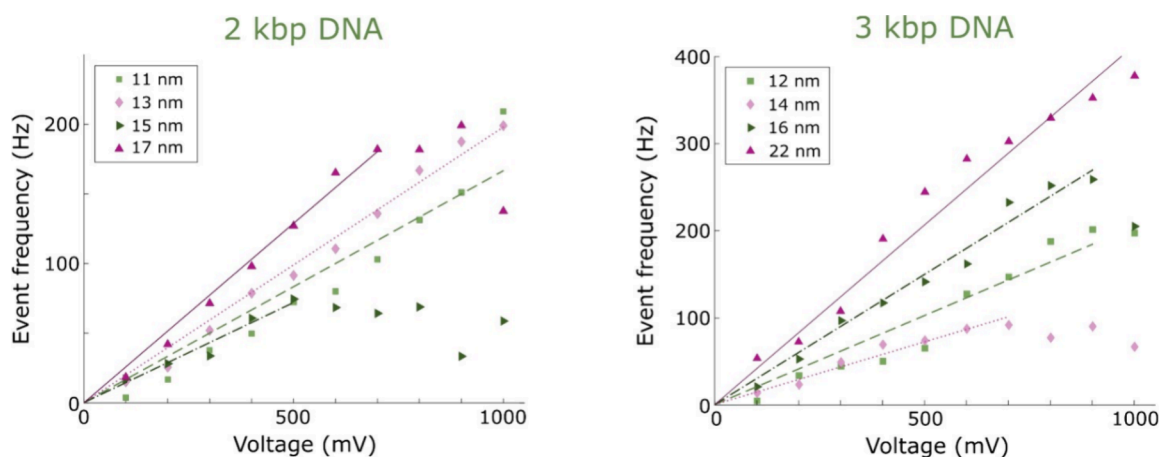 2 kbp DNA
Event frequency (Hz)
200
100
0
11 nm
13 nm
15 nm
17 nm
0
500
1000
Voltage (mV)
3 kbp DNA
Event frequency (Hz)
400
300
200
100
0
12 nm
14 nm
16 nm
22 nm
0
500
1000
Voltage (mV)